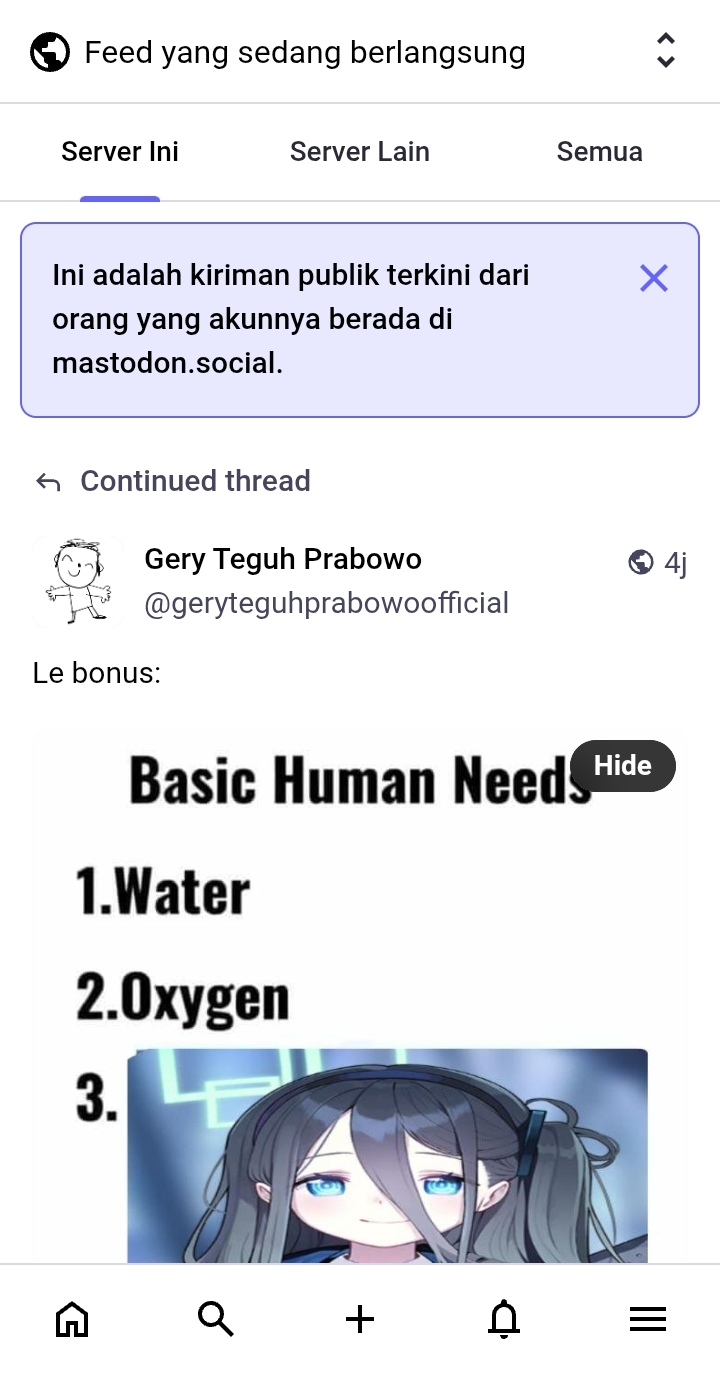 Feed yang sedang berlangsung
Server Ini
Server Lain
Semua
Ini adalah kiriman publik terkini dari
orang yang akunnya berada di
mastodon.social.
Continued thread
Gery Teguh Prabowo
4j
@geryteguhprabowoofficial
Le bonus:
Hide
Basic Human Needs
1.Water
2.Oxygen
3.